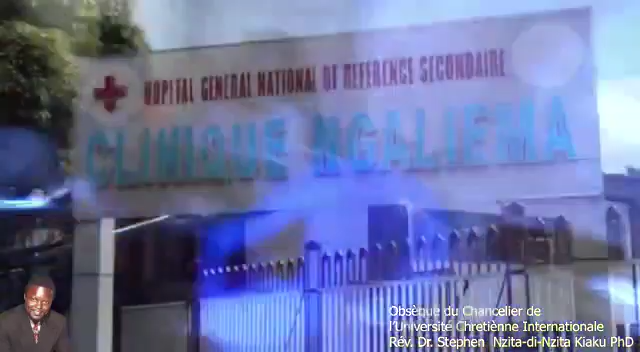 HOPITAL GENERAL NATIONAL DE REFERENCE SECONDAIRE
CLINIQUE NGALIEMA
Obsèque du Chancelier de
l'Université Chretiènne Internationale
Rév. Dr. Stephen Nzita-di-Nzita Kiaku PhD